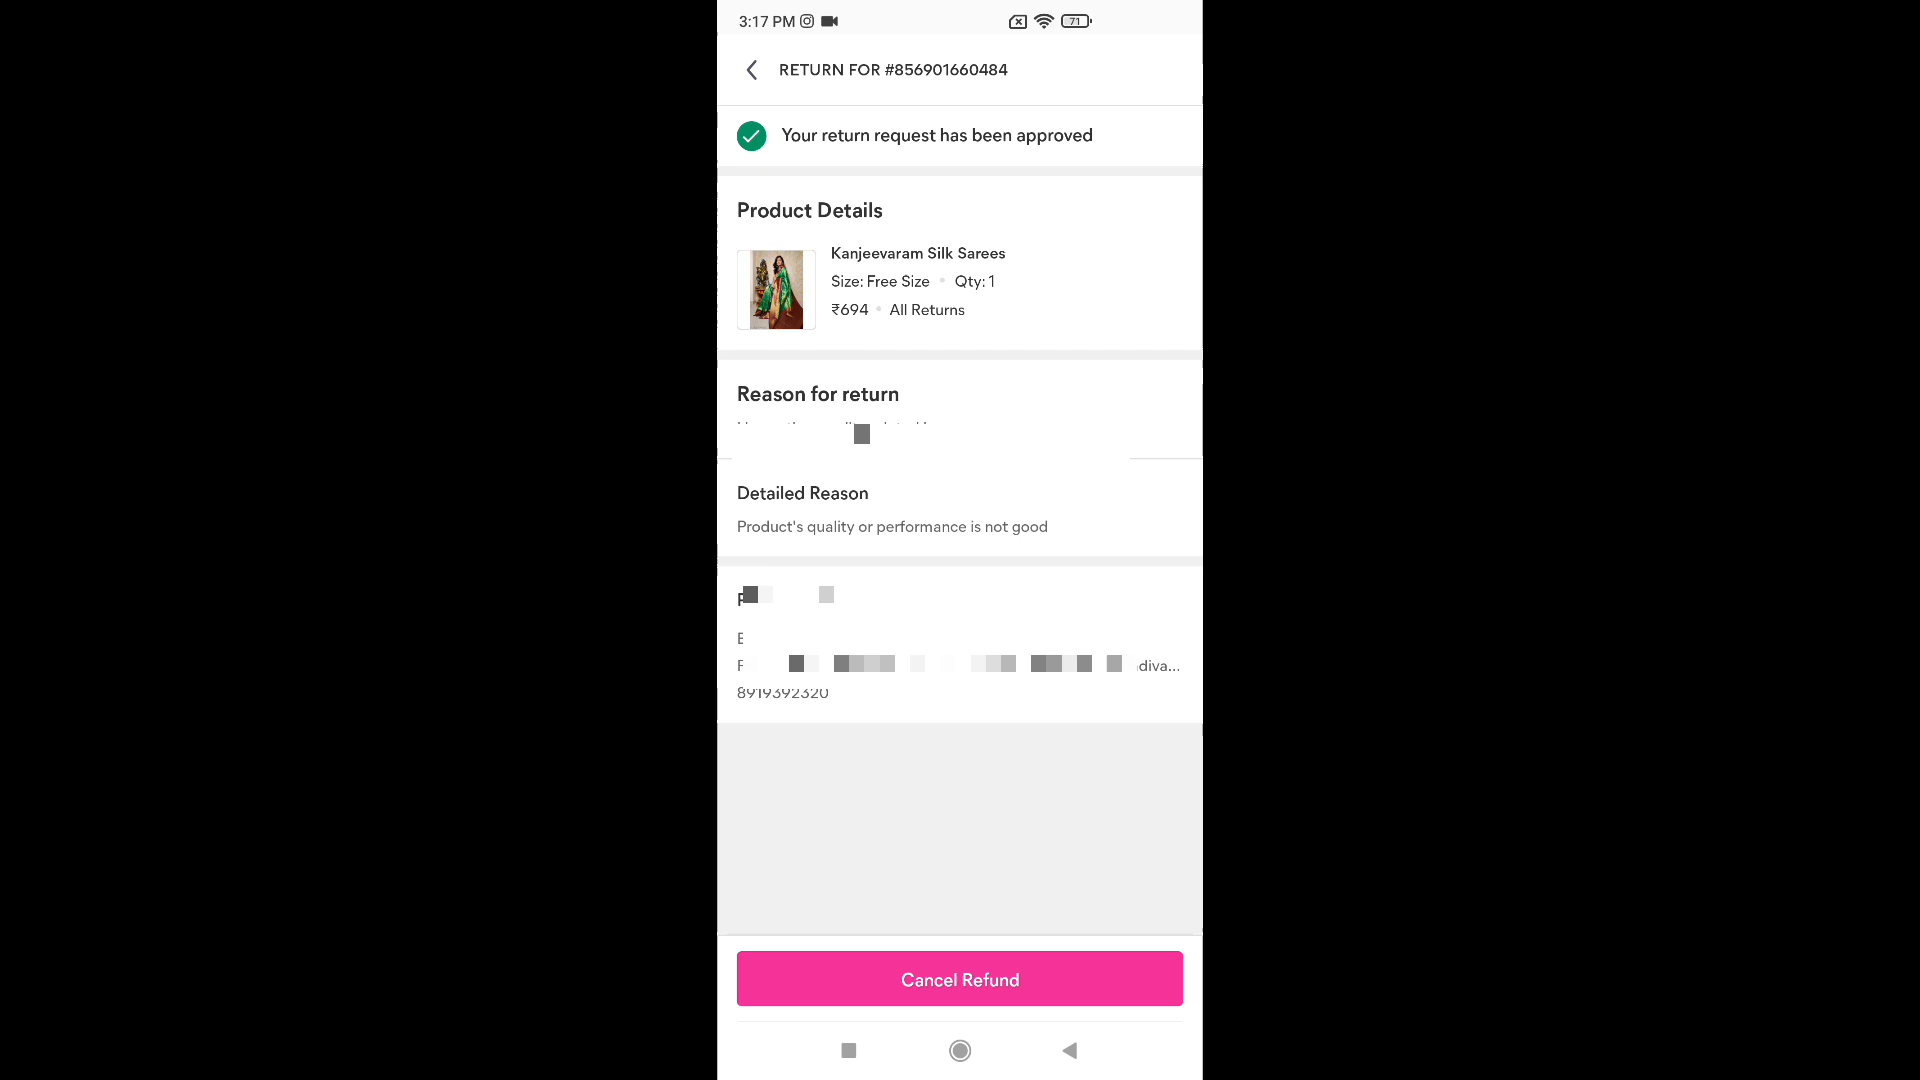 3:17 PM
71
RETURN FOR #856901660484
Your return request has been approved
Product Details
Kanjeevaram Silk Sarees
Size: Free Size • Qty: 1
₹694 • All Returns
Reason for return
Detailed Reason
Product's quality or performance is not good
diva...
8919392320
Cancel Refund